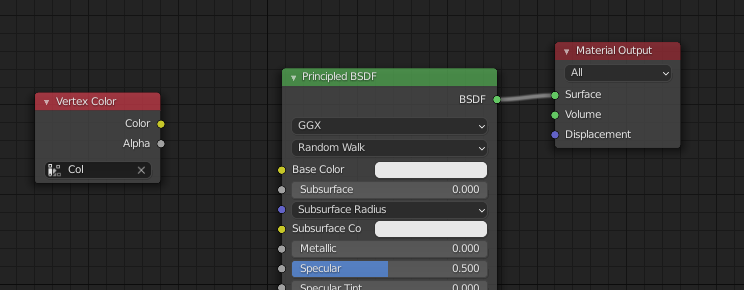 Vertex Color
Color
Alpha
Col
Principled BSDF
BSDF
GGX
Random Walk
Base Color
Subsurface 0.000
Subsurface Radius
Subsurface Co
Metallic 0.000
Specular 0.500
Specular Tint 0.000
Material Output
All
Surface
Volume
Displacement